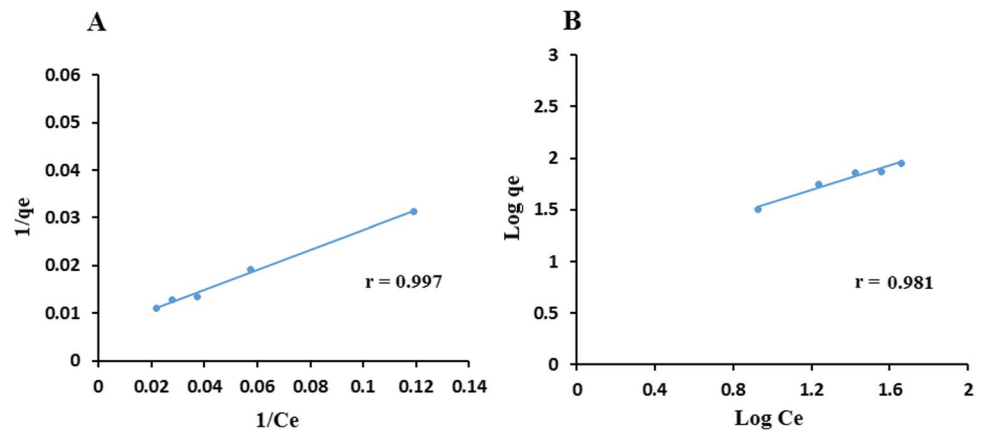 A
0.06
0.05
0.04
0.03
0.02
0.01
0
1/qe
0 0.02 0.04 0.06 0.08 0.1 0.12 0.14
1/Ce
r = 0.997
B
3
2.5
2
1.5
1
0.5
0
Log qe
0 0.4 0.8 1.2 1.6 2
Log Ce
r = 0.981